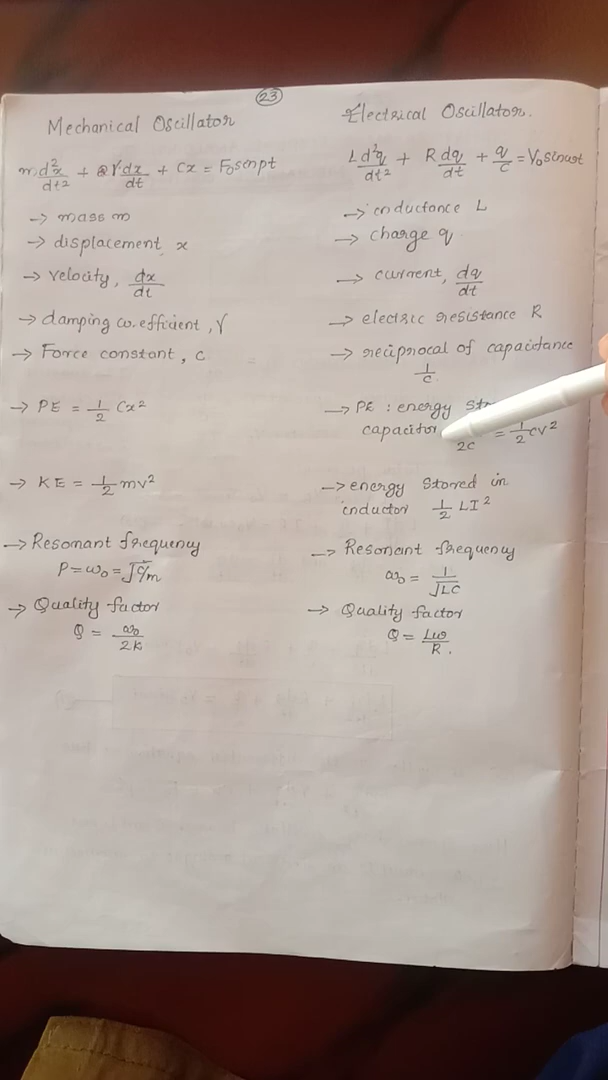 23
Mechanical Oscillator
m d²x/dt² + 2γ dx/dt + Cx = F₀sinpt
→ mass m
→ displacement, x
→ velocity, dx/dt
→ damping co.efficient, γ
→ Force constant, c
→ PE = 1/2 Cx²
→ KE = 1/2 mv²
→ Resonant frequency
P = ω₀ = √c/m
→ Quality factor
Q = ω₀/2k
Electrical Oscillator.
L d²q/dt² + R dq/dt + q/c = V₀sinωt
→ inductance L
→ charge q
→ current, dq/dt
→ electric resistance R
→ reciprocal of capacitance
1/c
→ PE : energy
capacitor 2c = 1/2 CV²
→ energy stored in
inductor 1/2 LI²
→ Resonant frequency
ω₀ = 1/√LC
→ Quality factor
Q = Lω/R.